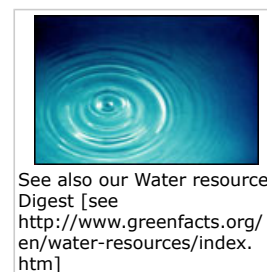 See also our Water resource
Digest [see
http://www.greenfacts.org/
en/water-resources/index.
htm]